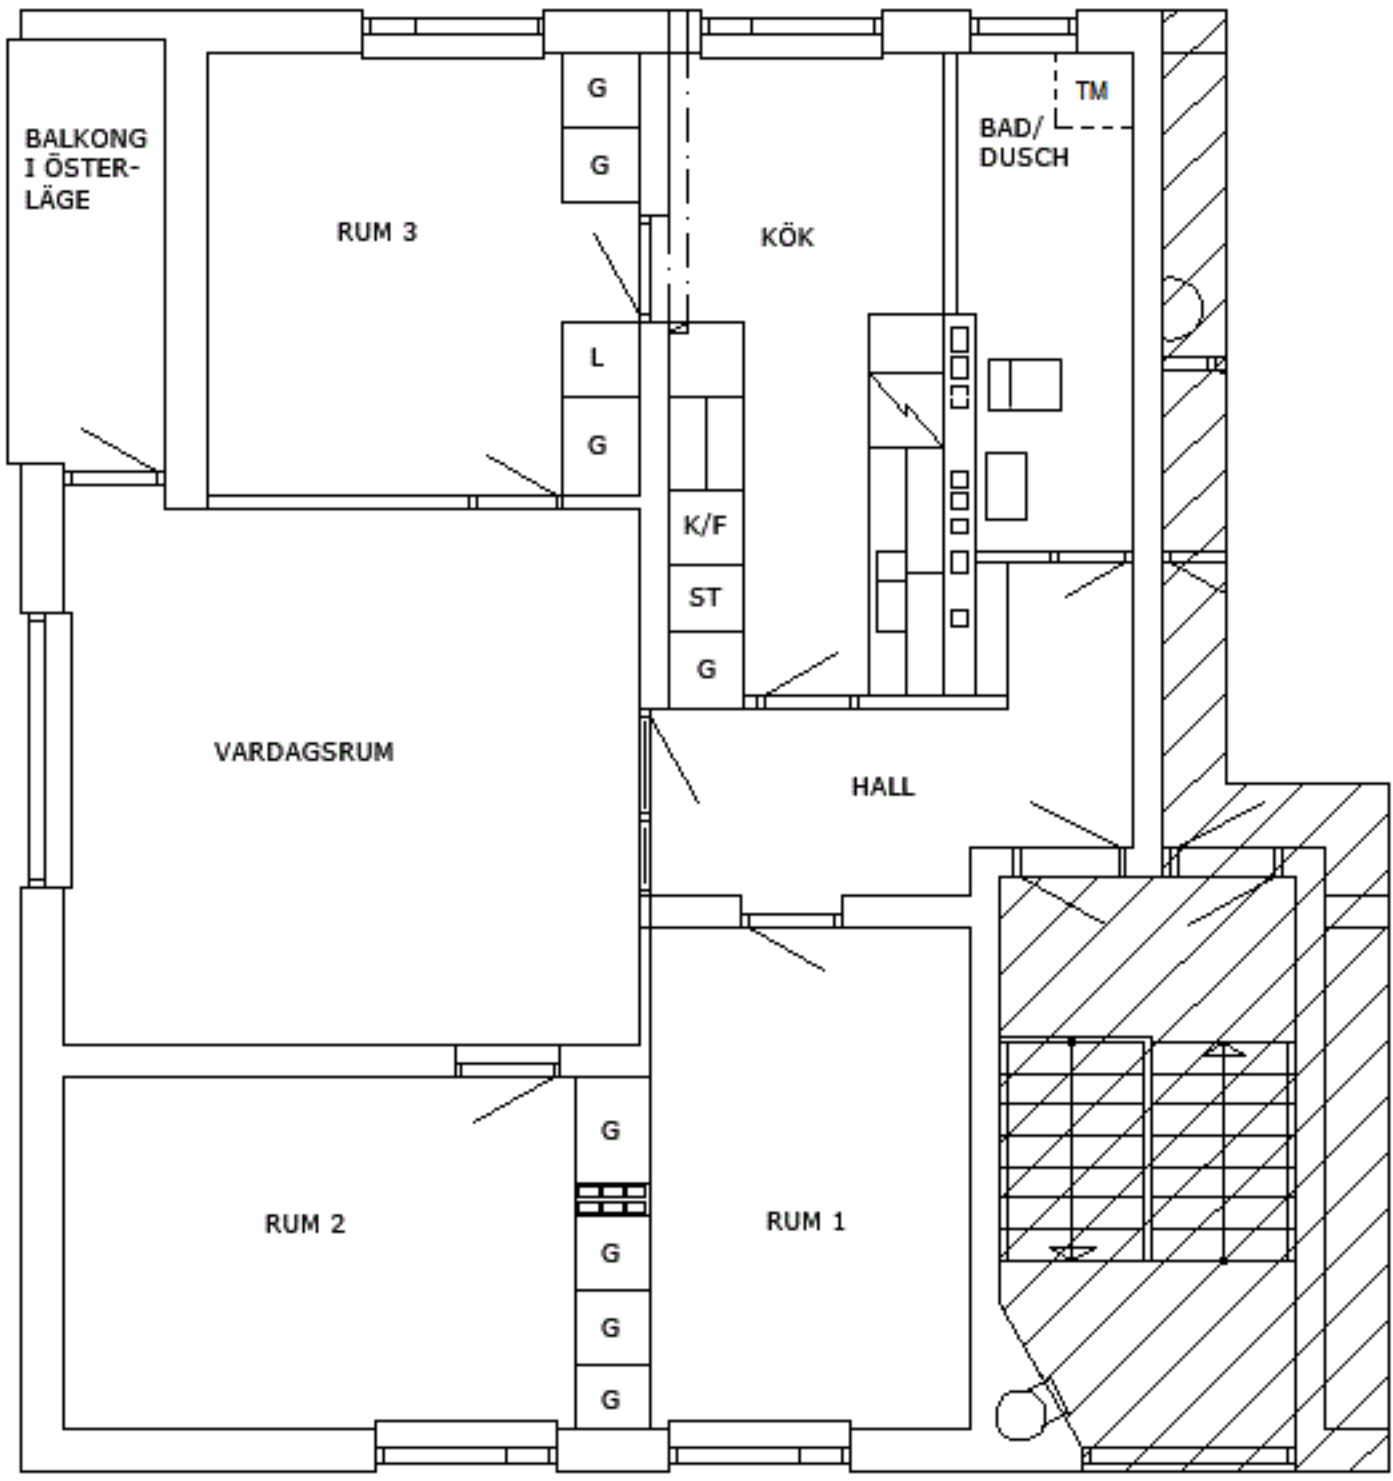 G
TM
BAD/
DUSCH
BALKONG
I ÖSTER-
LÄGE
G
RUM 3
KÖK
L
G
K/F
ST
G
VARDAGSRUM
HALL
G
RUM 2
RUM 1
G
G
G